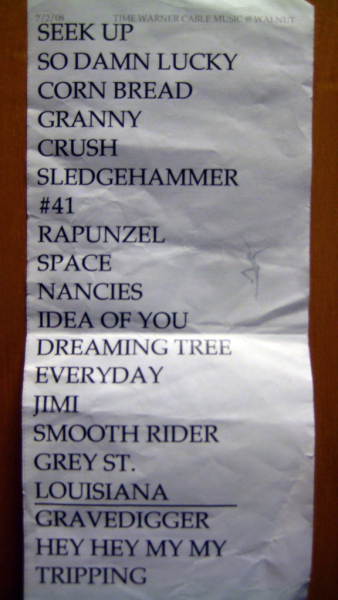 7/2/08 TIME WARNER CABLE MUSIC @ WALNUT
SEEK UP
SO DAMN LUCKY
CORN BREAD
GRANNY
CRUSH
SLEDGEHAMMER
#41
RAPUNZEL
SPACE
NANCIES
IDEA OF YOU
DREAMING TREE
EVERYDAY
JIMI
SMOOTH RIDER
GREY ST.
LOUISIANA
GRAVEDIGGER
HEY HEY MY MY
TRIPPING